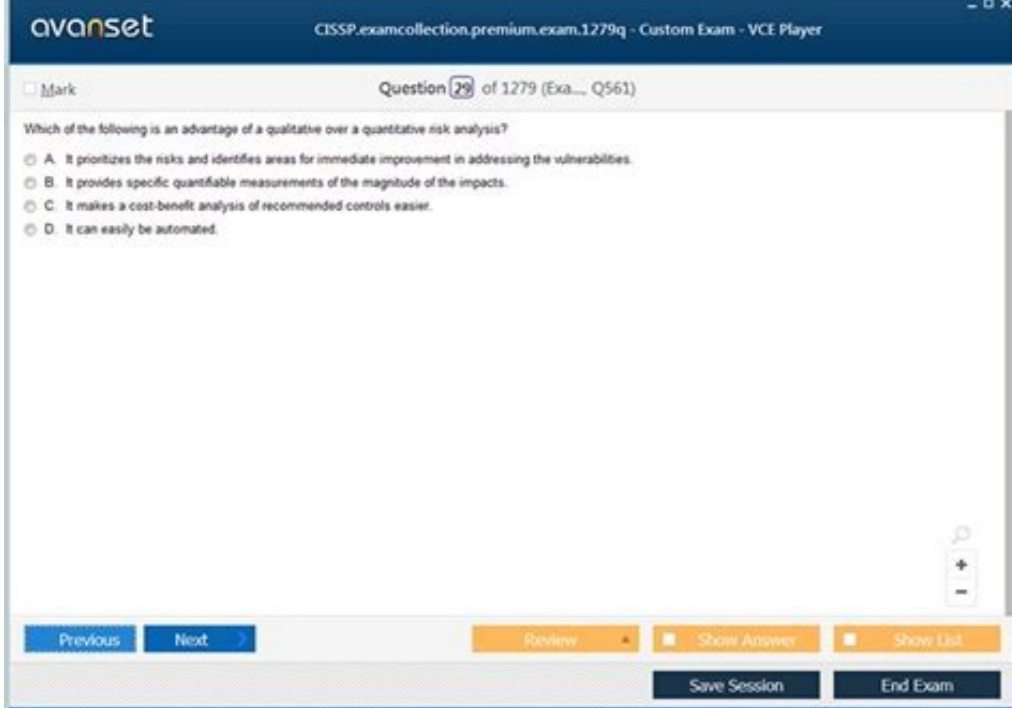 avanset
CISSP.examcollection.premium.exam.1279q - Custom Exam - VCE Player
Mark
Question 29 of 1279 (Exa..., Q561)
Which of the following is an advantage of a qualitative over a quantitative risk analysis?
A. It prioritizes the risks and identifies areas for immediate improvement in addressing the vulnerabilities.
B. It provides specific quantifiable measurements of the magnitude of the impacts.
C. It makes a cost-benefit analysis of recommended controls easier.
D. It can easily be automated.
Previous
Next
Review
Show Answer
Show List
Save Session
End Exam